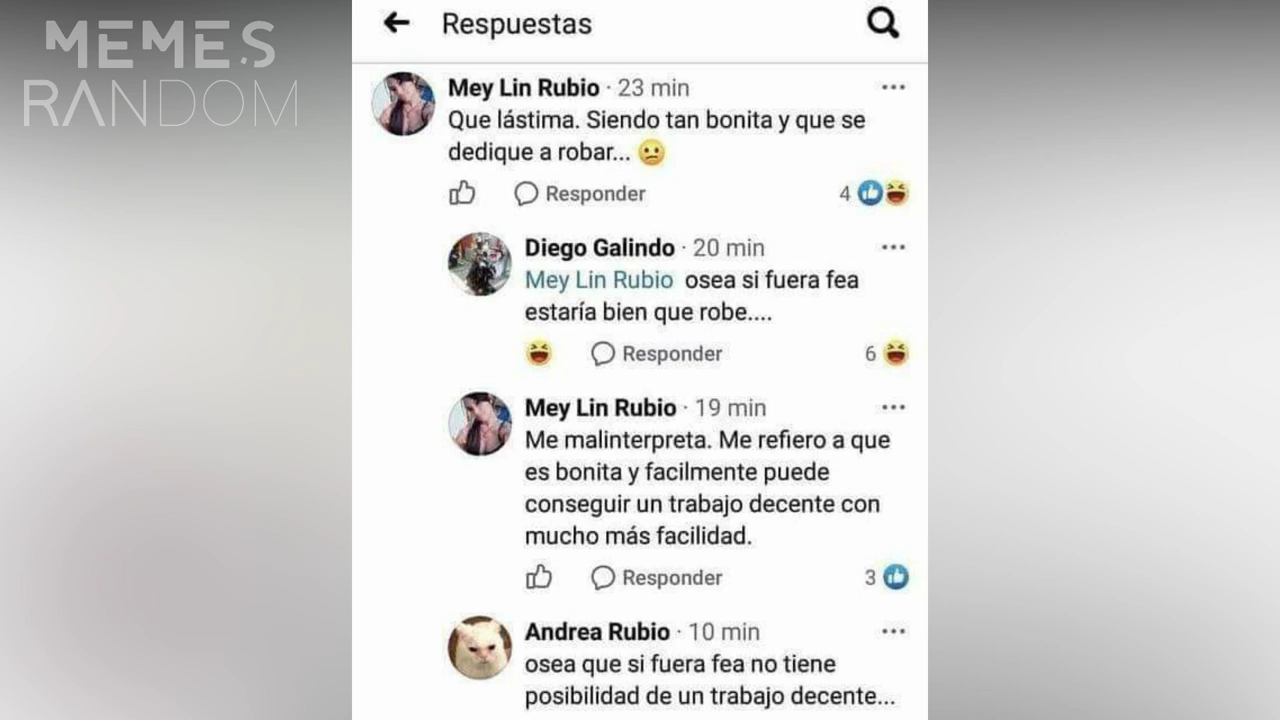 MEMES
RANDOM
Respuestas
Mey Lin Rubio · 23 min
Que lástima. Siendo tan bonita y que se
dedique a robar...
Responder
4
Diego Galindo · 20 min
Mey Lin Rubio osea si fuera fea
estaría bien que robe....
Responder
6
Mey Lin Rubio · 19 min
Me malinterpreta. Me refiero a que
es bonita y facilmente puede
conseguir un trabajo decente con
mucho más facilidad.
Responder
3
Andrea Rubio · 10 min
osea que si fuera fea no tiene
posibilidad de un trabajo decente...